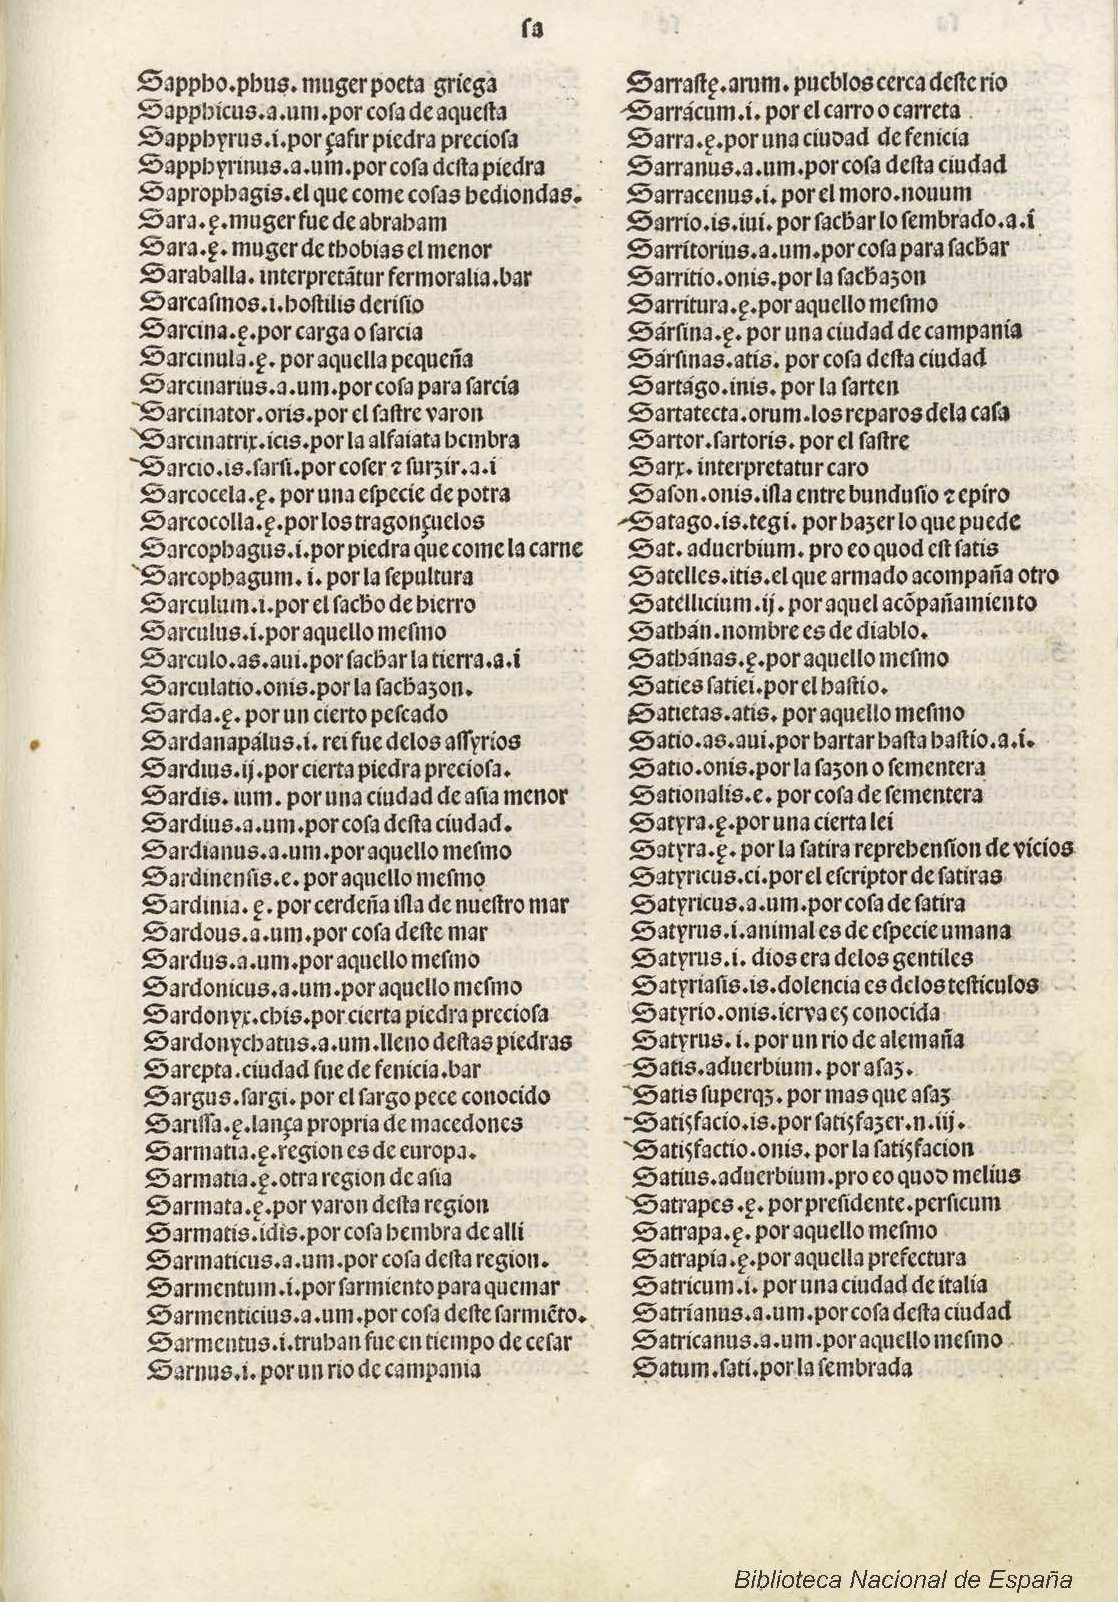 sa
Sappho.phus. muger poeta griega
Sapphicus.a.um.por cosa de aquesta
Sapphyrus.i.por çafir piedra preciosa
Sapphyrinus.a.um.por cosa desta piedra
Saprophagis.el que come cosas hediondas.
Sara.ę.muger fue de abraham
Sara.ę. muger de thobias el menor
Saraballa. interpretãtur fermoralia.bar
Sarcasmos.i.hostilis derisio
Sarcina.ę.por carga o sarcia
Sarcinula.ę. por aquella pequeña
Sarcinarius.a.um.por cosa para sarcia
Sarcinator.oris.por el sastre varon
Sarcinatrix.icis.por la alfaiata hembra
Sarcio.is.sarsi.por coser ⁊ surzir.a.i
Sarcocela.ę. por una especie de potra
Sarcocolla.ę.por los tragonçuelos
Sarcophagus.i.por piedra que come la carne
Sarcophagum.i. por la sepultura
Sarculum.i.por el sacho de hierro
Sarculus.i.por aquello mesmo
Sarculo.as.aui.por sachar la tierra.a.i
Sarculatio.onis.por la sachazon.
Sarda.ę. por un cierto pescado
Sardanapálus.i. rei fue delos assyrios
Sardius.ij.por cierta piedra preciosa.
Sardis. ium. por una ciudad de asia menor
Sardius.a.um.por cosa desta ciudad.
Sardianus.a.um.por aquello mesmo
Sardinensis.e. por aquello mesmo
Sardinia. ę. por cerdeña isla de nuestro mar
Sardous.a.um.por cosa deste mar
Sardus.a.um.por aquello mesmo
Sardonicus.a.um.por aquello mesmo
Sardonyx.chis.por cierta piedra preciosa
Sardonychatus.a.um.lleno destas piedras
Sarepta.ciudad fue de fenicia.bar
Sargus.sargi.por el sargo pece conocido
Sarissa.ę.lança propria de macedones
Sarmatia.ę.region es de europa.
Sarmatia.ę.otra region de asia
Sarmata.ę.por varon desta region
Sarmatis.idis.por cosa hembra de alli
Sarmaticus.a.um.por cosa desta region.
Sarmentum.i.por sarmiento para quemar
Sarmenticius.a.um.por cosa deste sarmiẽto.
Sarmentus.i.truhan fue en tiempo de cesar
Sarnus.i. por un rio de campania
Sarrastę.arum. pueblos cerca deste rio
Sarrácum.i. por el carro o carreta
Sarra.ę.por una ciudad de fenicia
Sarranus.a.um.por cosa desta ciudad
Sarracenus.i. por el moro.nouum
Sarrio.is.iui.por sachar lo sembrado.a.i
Sarritorius.a.um.por cosa para sachar
Sarritio.onis.por la sachazon
Sarritura.ę.por aquello mesmo
Sársina.ę. por una ciudad de campania
Sársinas.atis. por cosa desta ciudad
Sartágo.inis. por la sarten
Sartatecta.orum.los reparos dela casa
Sartor.sartoris. por el sastre
Sarx. interpretatur caro
Sason.onis.isla entre bundusio ⁊ epiro
Satago.is.tegi. por hazer lo que puede
Sat. aduerbium. pro eo quod est satis
Satelles.itis.el que armado acompaña otro
Satellicium.ij. por aquel acõpañamiento
Sathán.nombre es de diablo.
Sathánas.ę.por aquello mesmo
Saties satiei.por el hastio.
Satietas.atis. por aquello mesmo
Satio.as.aui.por hartar hasta hastio.a.i.
Satio.onis.por la sazon o sementera
Sationalis.e. por cosa de sementera
Satyra.ę.por una cierta lei
Satyra.ę. por la satira reprehension de vicios
Satyricus.ci.por el escriptor de satiras
Satyricus.a.um.por cosa de satira
Satyrus.i.animal es de especie umana
Satyrus.i. dios era delos gentiles
Satyriasis.is.dolencia es delos testiculos
Satyrio.onis.ierva es conocida
Satyrus.i. por un rio de alemaña
Satis.aduerbium. por asaz.
Satis superqz. por mas que asaz
Satisfacio.is.por satisfazer.n.iij.
Satisfactio.onis. por la satisfacion
Satius.aduerbium.pro eo quod melius
Satrapes.ę. por presidente.persicum
Satrapa.ę. por aquello mesmo
Satrapia.ę.por aquella prefectura
Satricum.i. por una ciudad de italia
Satrianus.a.um.por cosa desta ciudad
Satricanus.a.um.por aquello mesmo
Satum.sati.por la sembrada
Biblioteca Nacional de España